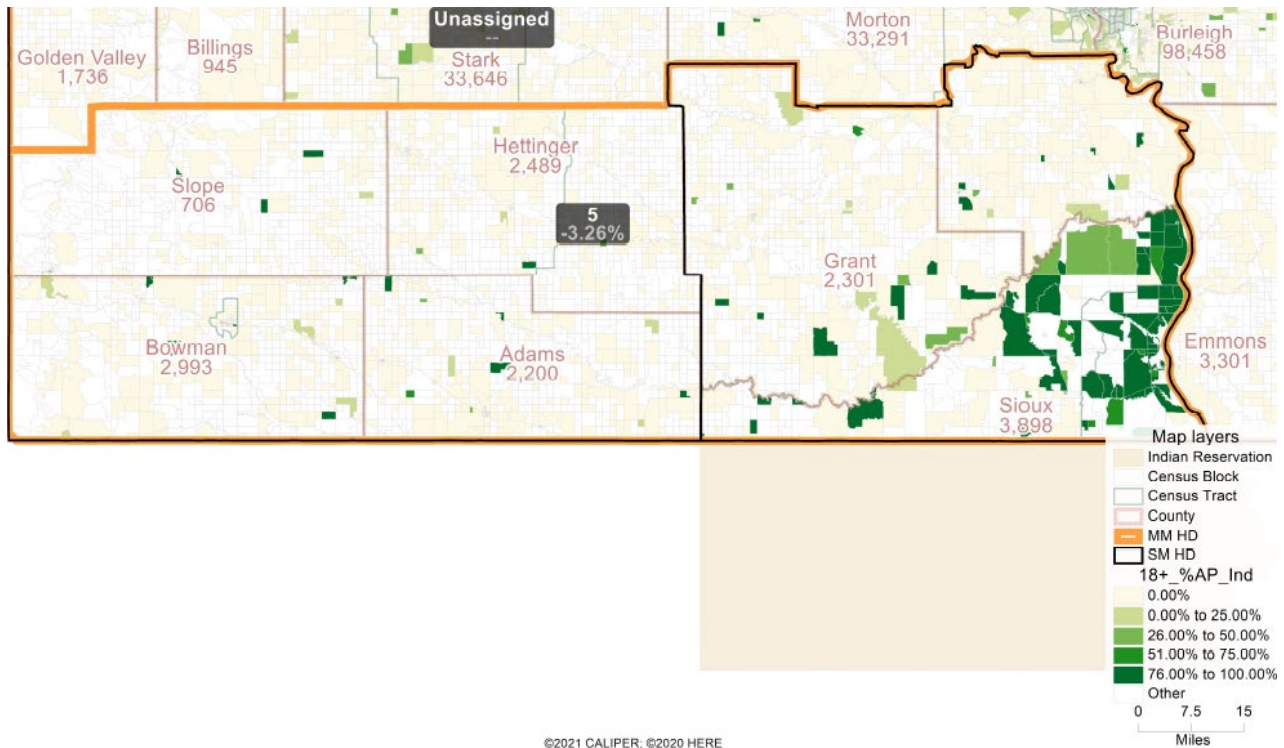 Unassigned
--
Golden Valley
1,736
Billings
945
Stark
33,646
Morton
33,291
Burleigh
98,458
Hettinger
2,489
Slope
706
5
-3.26%
Grant
2,301
Bowman
2,993
Adams
2,200
Emmons
3,301
Sioux
3,898
Map layers
Indian Reservation
Census Block
Census Tract
County
MM HD
SM HD
18+_%AP_Ind
0.00%
0.00% to 25.00%
26.00% to 50.00%
51.00% to 75.00%
76.00% to 100.00%
Other
0 7.5 15
Miles
©2021 CALIPER; ©2020 HERE